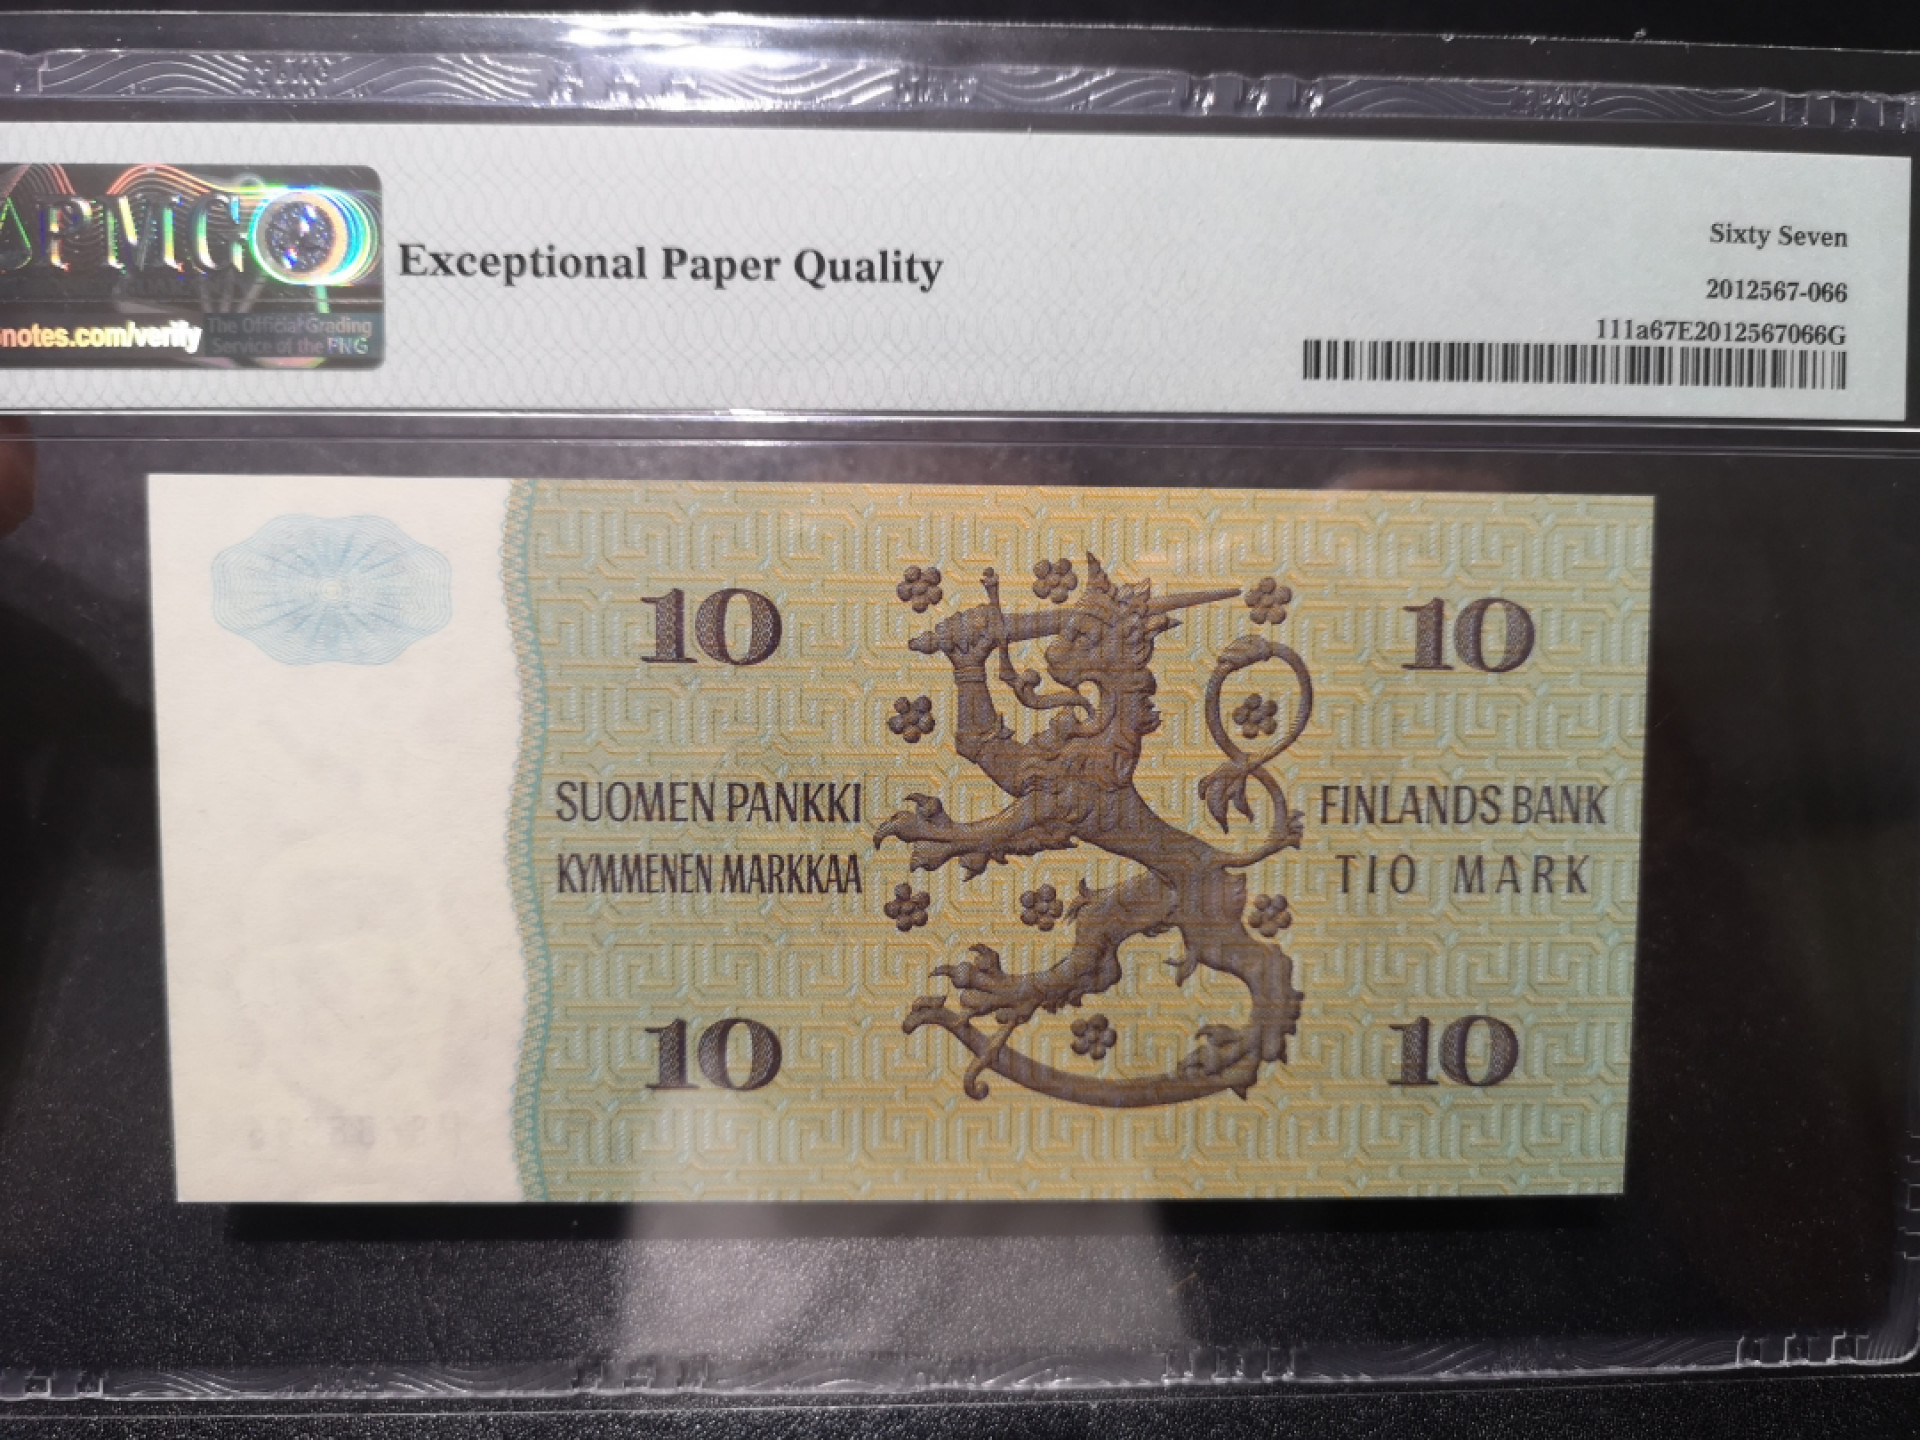 PMG
notes.com/verify
The Official Grading
Service of the PNG
Exceptional Paper Quality
Sixty Seven
2012567-066
111a67E2012567066G
10
10
SUOMEN PANKKI
FINLANDS BANK
KYMMENEN MARKKAA
TIO MARK
10
10